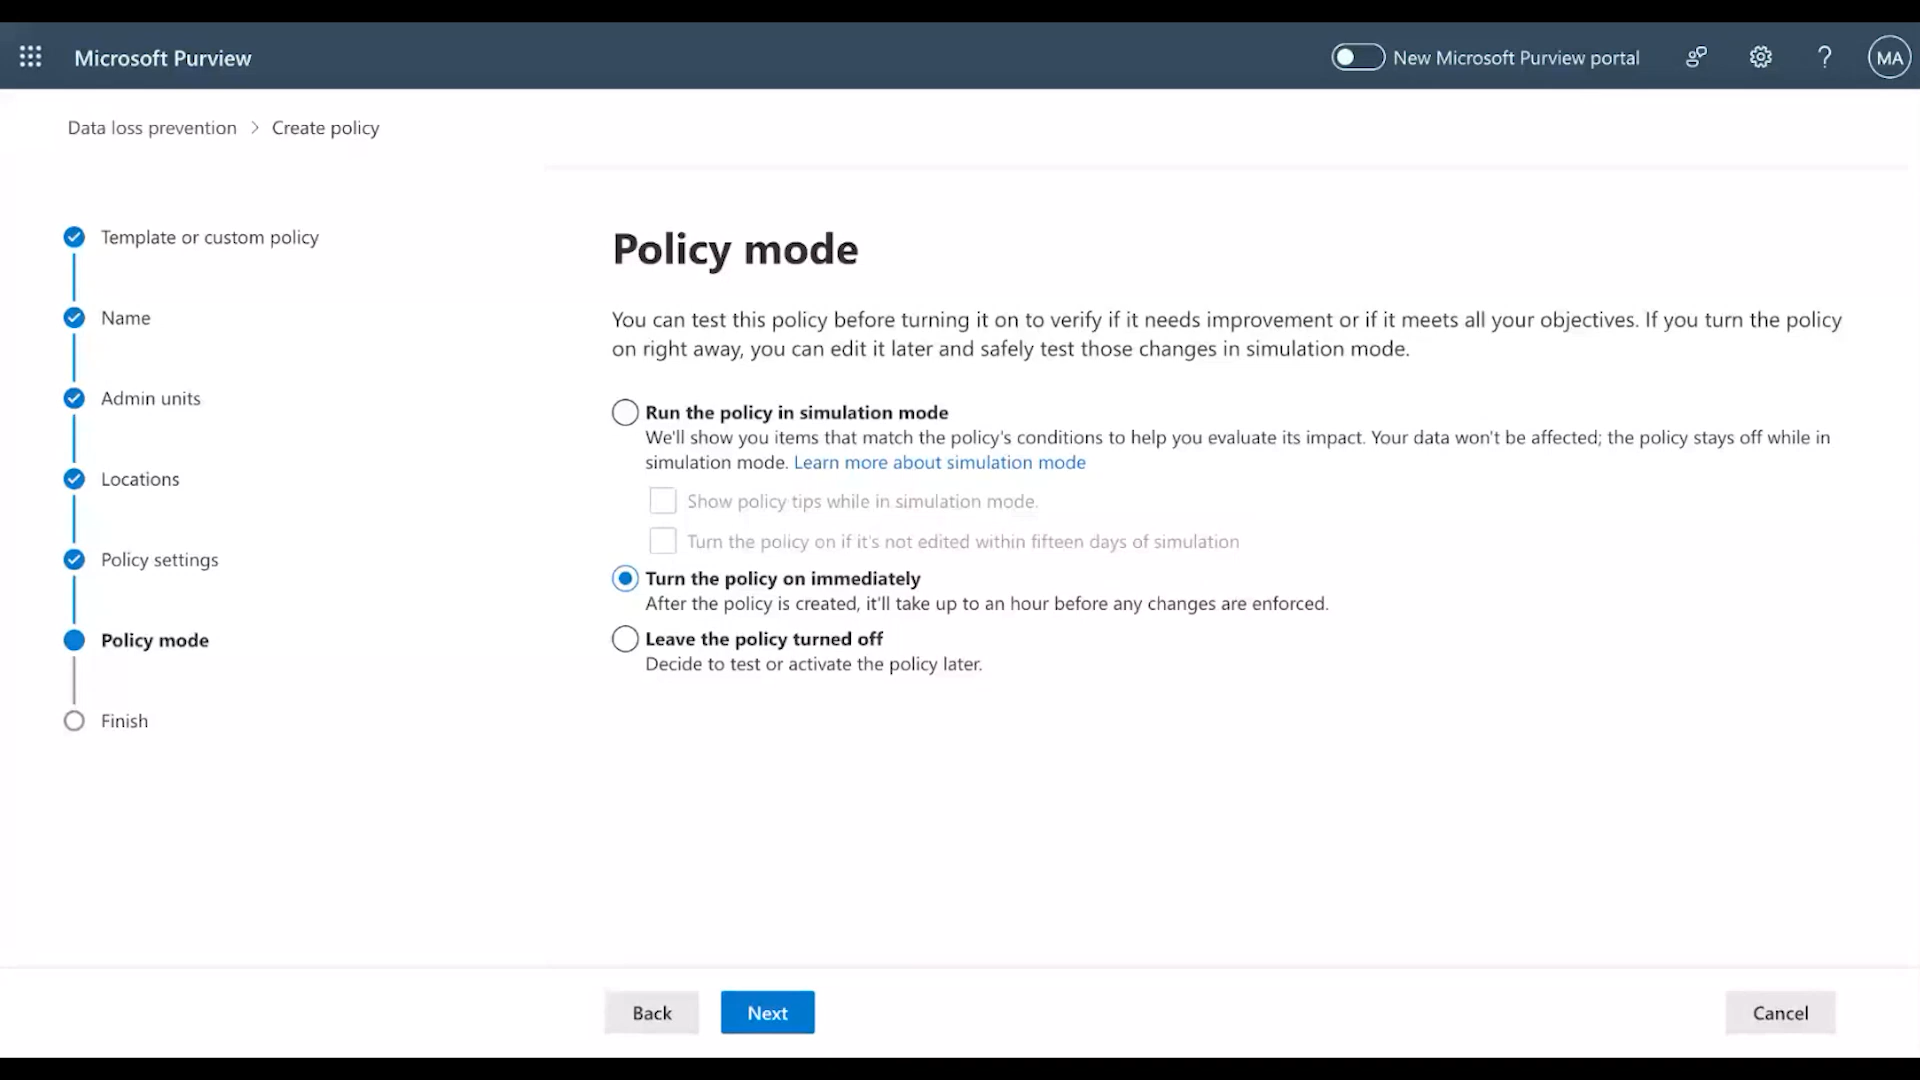 Microsoft Purview
New Microsoft Purview portal
?
MA
Data loss prevention > Create policy
Template or custom policy
Name
Admin units
Locations
Policy settings
Policy mode
Finish
Policy mode
You can test this policy before turning it on to verify if it needs improvement or if it meets all your objectives. If you turn the policy
on right away, you can edit it later and safely test those changes in simulation mode.
Run the policy in simulation mode
We'll show you items that match the policy's conditions to help you evaluate its impact. Your data won't be affected; the policy stays off while in
simulation mode. Learn more about simulation mode
Show policy tips while in simulation mode.
Turn the policy on if it's not edited within fifteen days of simulation
Turn the policy on immediately
After the policy is created, it'll take up to an hour before any changes are enforced.
Leave the policy turned off
Decide to test or activate the policy later.
Back
Next
Cancel